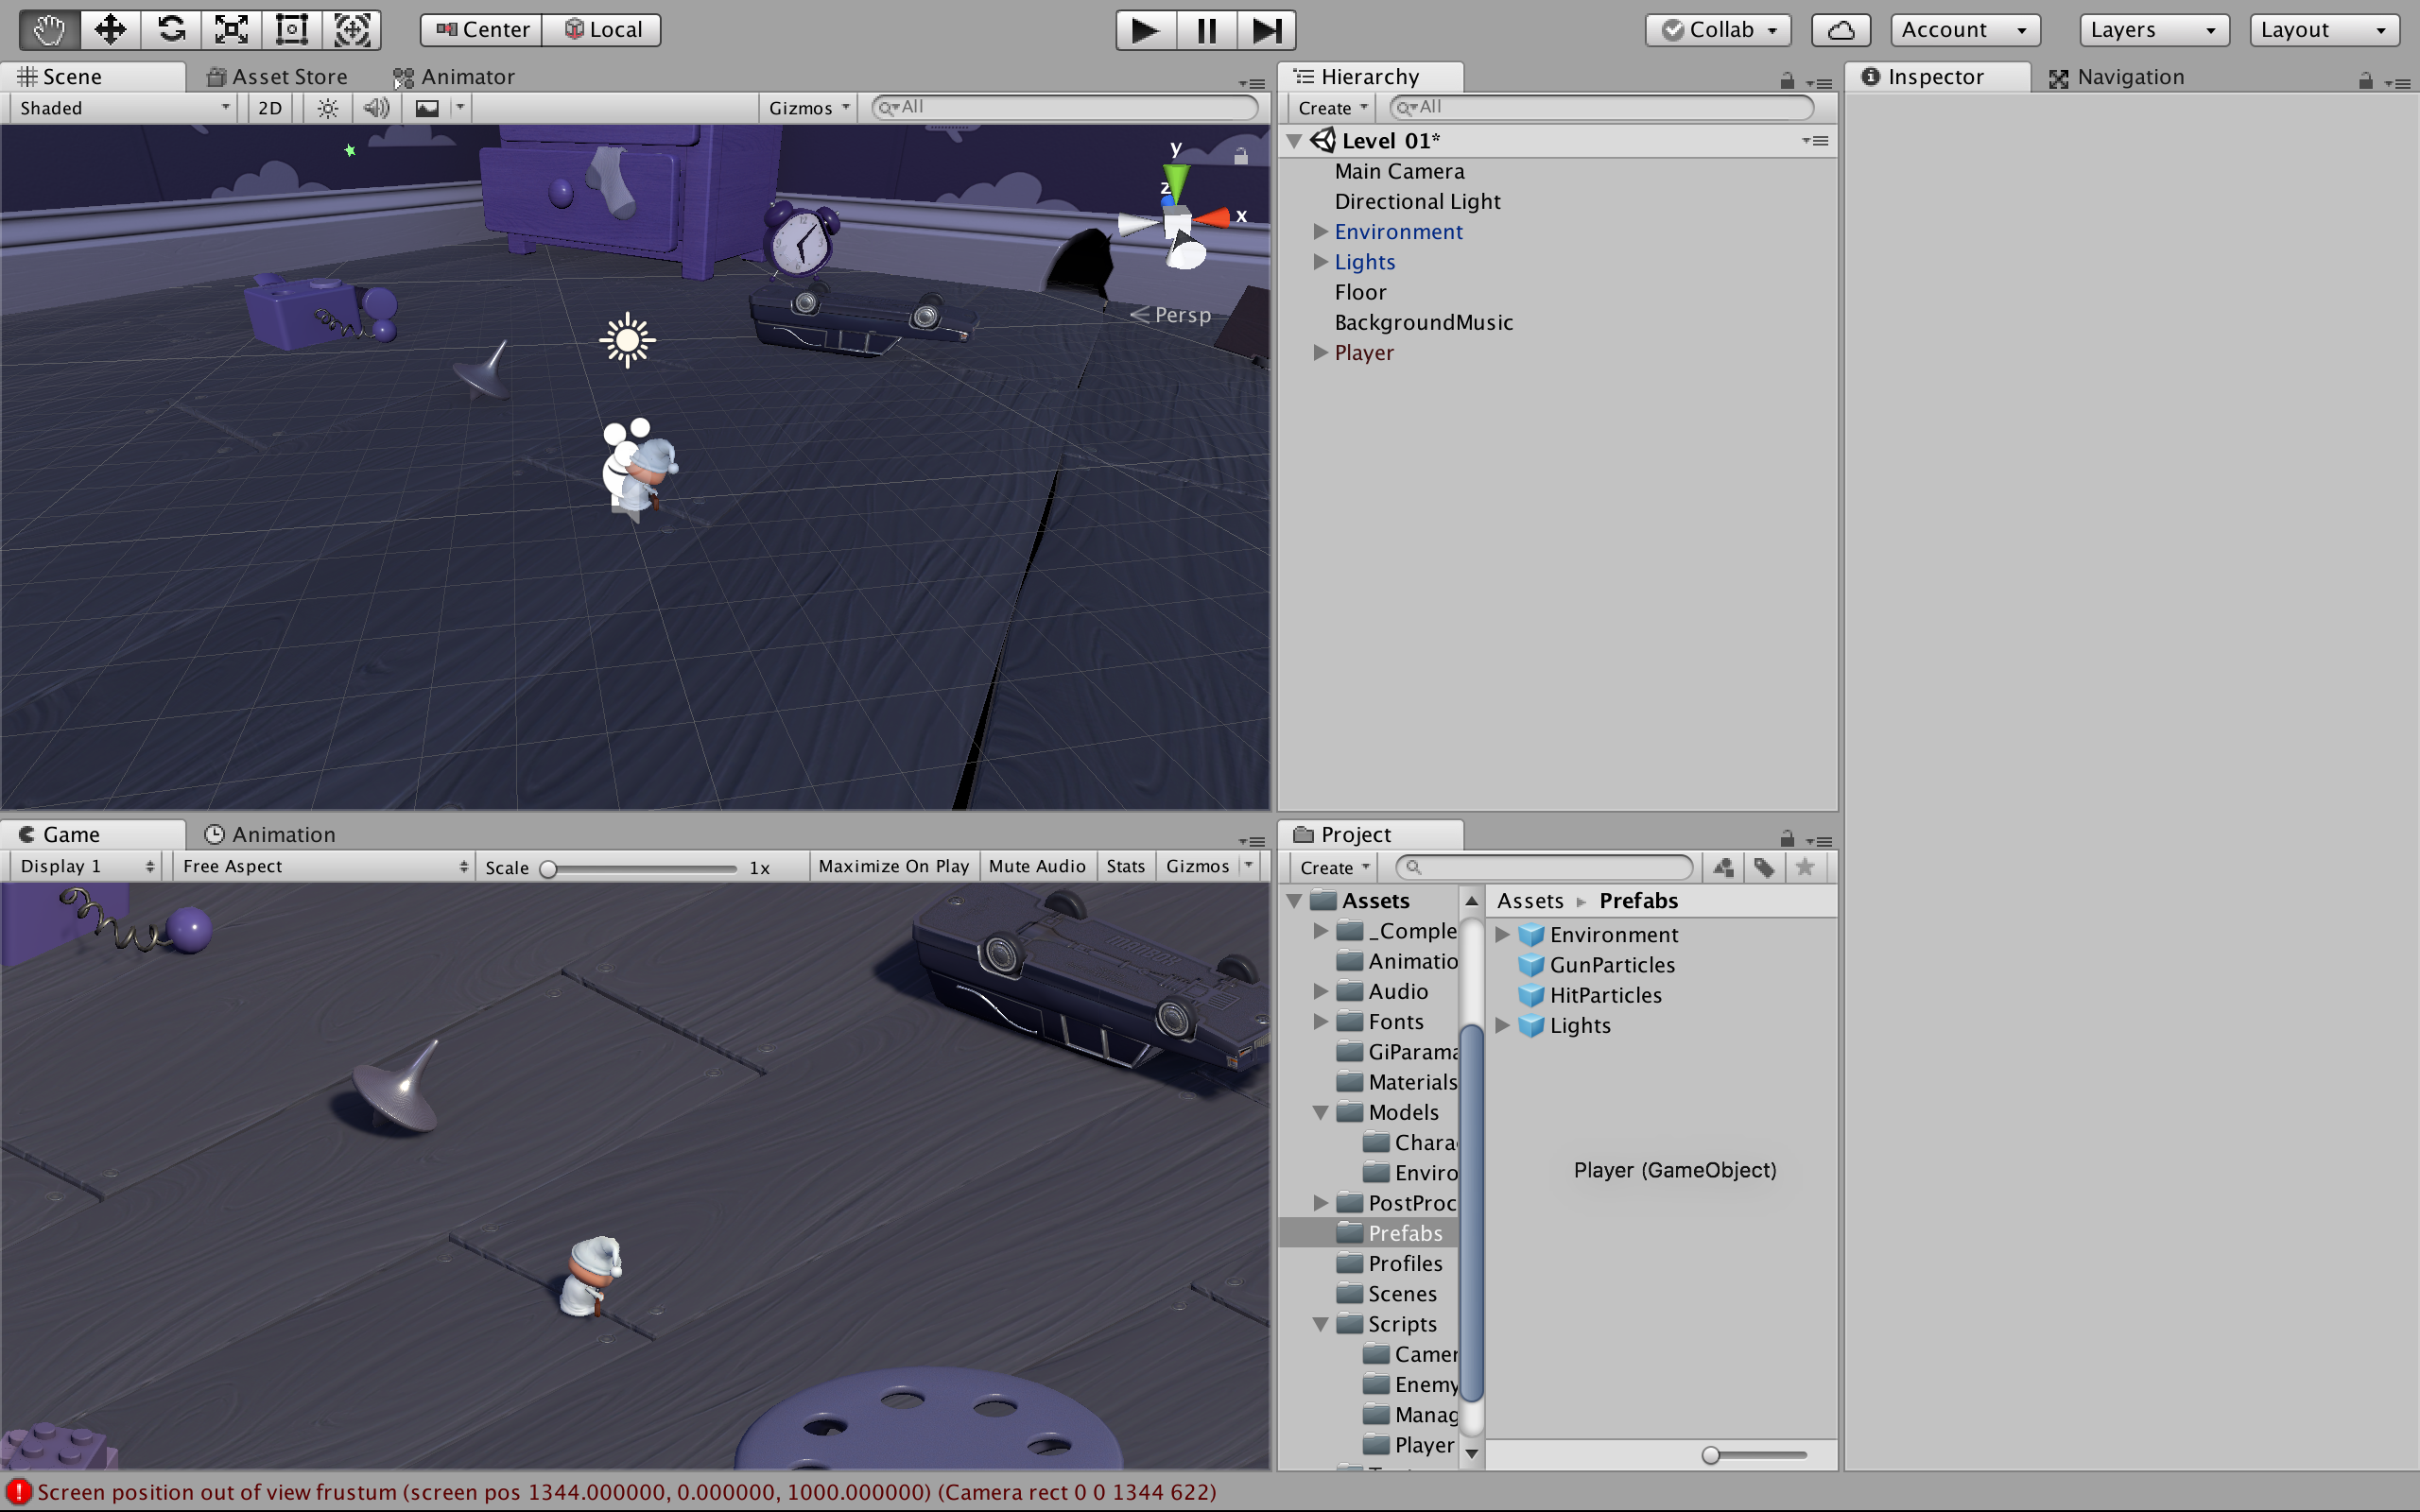 Center Local Collab Account Layers Layout
Scene Asset Store Animator
Shaded 2D Gizmos All
y
z
x
Persp
Hierarchy
Create All
Level 01*
Main Camera
Directional Light
Environment
Lights
Floor
BackgroundMusic
Player
Inspector Navigation
Game Animation
Display 1 Free Aspect Scale 1x Maximize On Play Mute Audio Stats Gizmos
Project
Create
Assets
_Comple
Animatio
Audio
Fonts
GiParama
Materials
Models
Chara
Enviro
PostProc
Prefabs
Profiles
Scenes
Scripts
Camer
Enemy
Manag
Player
Assets Prefabs
Environment
GunParticles
HitParticles
Lights
Player (GameObject)
Screen position out of view frustum (screen pos 1344.000000, 0.000000, 1000.000000) (Camera rect 0 0 1344 622)